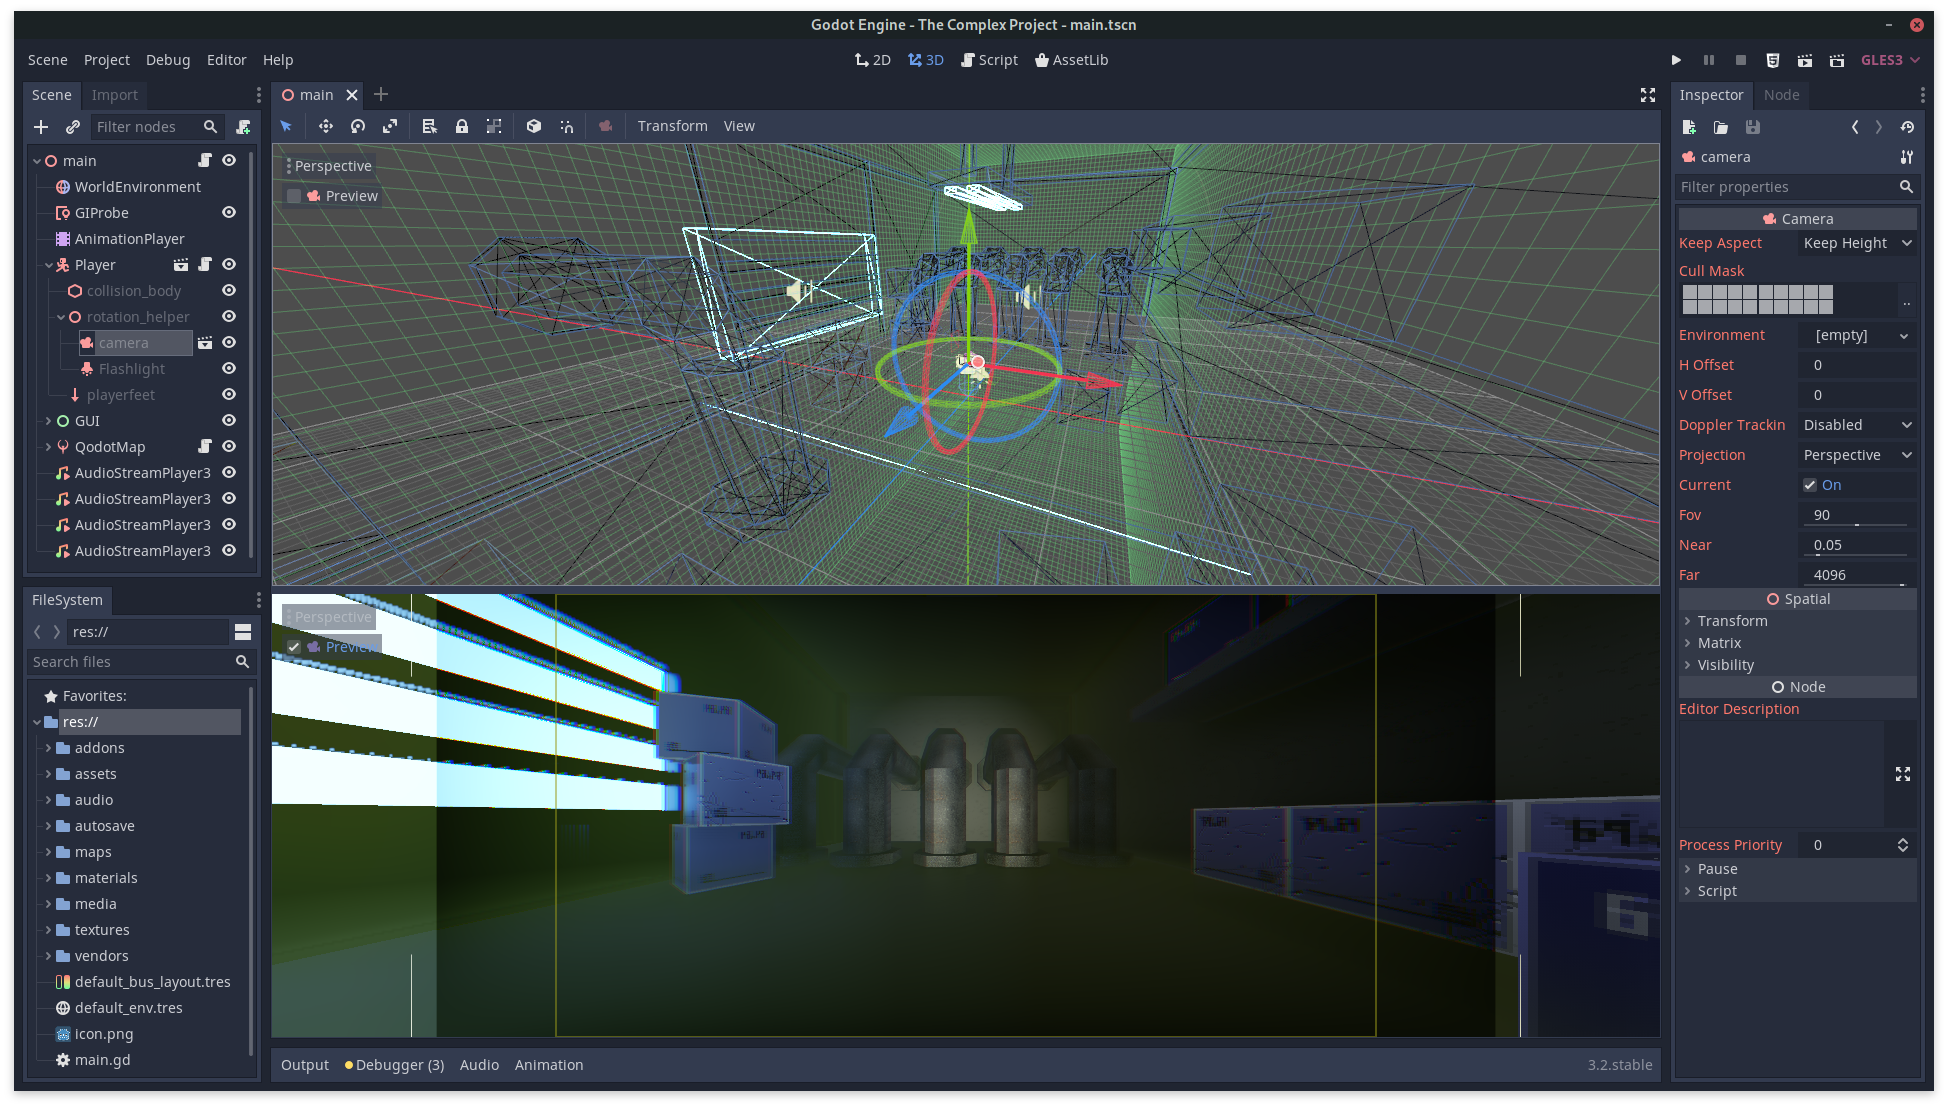 Godot Engine - The Complex Project - main.tscn
Scene Project Debug Editor Help
2D 3D Script AssetLib
GLES3
Scene Import
Filter nodes
main
WorldEnvironment
GIProbe
AnimationPlayer
Player
collision_body
rotation_helper
camera
Flashlight
playerfeet
GUI
QodotMap
AudioStreamPlayer3
AudioStreamPlayer3
AudioStreamPlayer3
AudioStreamPlayer3
FileSystem
res://
Search files
Favorites:
res://
addons
assets
audio
autosave
maps
materials
media
textures
vendors
default_bus_layout.tres
default_env.tres
icon.png
main.gd
main
Transform View
Perspective
Preview
Perspective
Preview
6
Output Debugger (3) Audio Animation
3.2.stable
Inspector Node
camera
Filter properties
Camera
Keep Aspect Keep Height
Cull Mask
..
Environment [empty]
H Offset 0
V Offset 0
Doppler Trackin Disabled
Projection Perspective
Current On
Fov 90
Near 0.05
Far 4096
Spatial
Transform
Matrix
Visibility
Node
Editor Description
Process Priority 0
Pause
Script